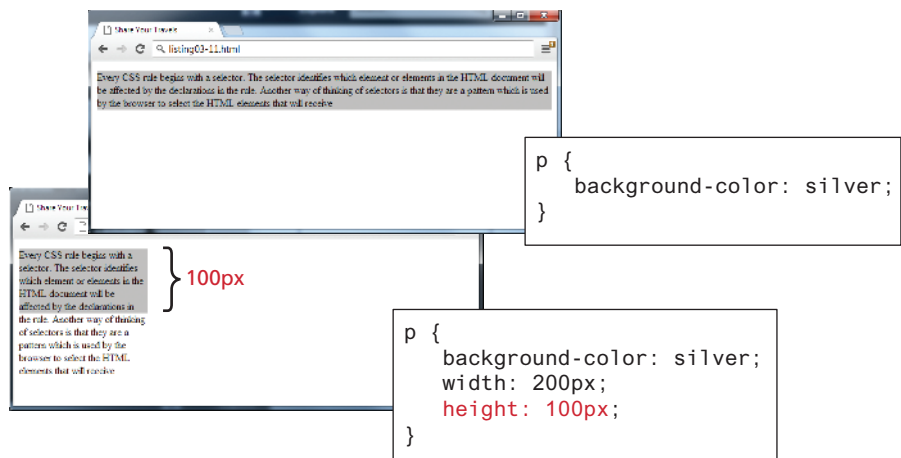 Share Your Travels
listing03-11.html
Every CSS rule begins with a selector. The selector identifies which element or elements in the HTML document will
be affected by the declarations in the rule. Another way of thinking of selectors is that they are a pattern which is used
by the browser to select the HTML elements that will receive
p {
background-color: silver;
}
Share Your Tra
Every CSS rule begins with a
selector. The selector identifies
which element or elements in the
HTML document will be
affected by the declarations in
the rule. Another way of thinking
of selectors is that they are a
pattern which is used by the
browser to select the HTML
elements that will receive
100px
p {
background-color: silver;
width: 200px;
height: 100px;
}